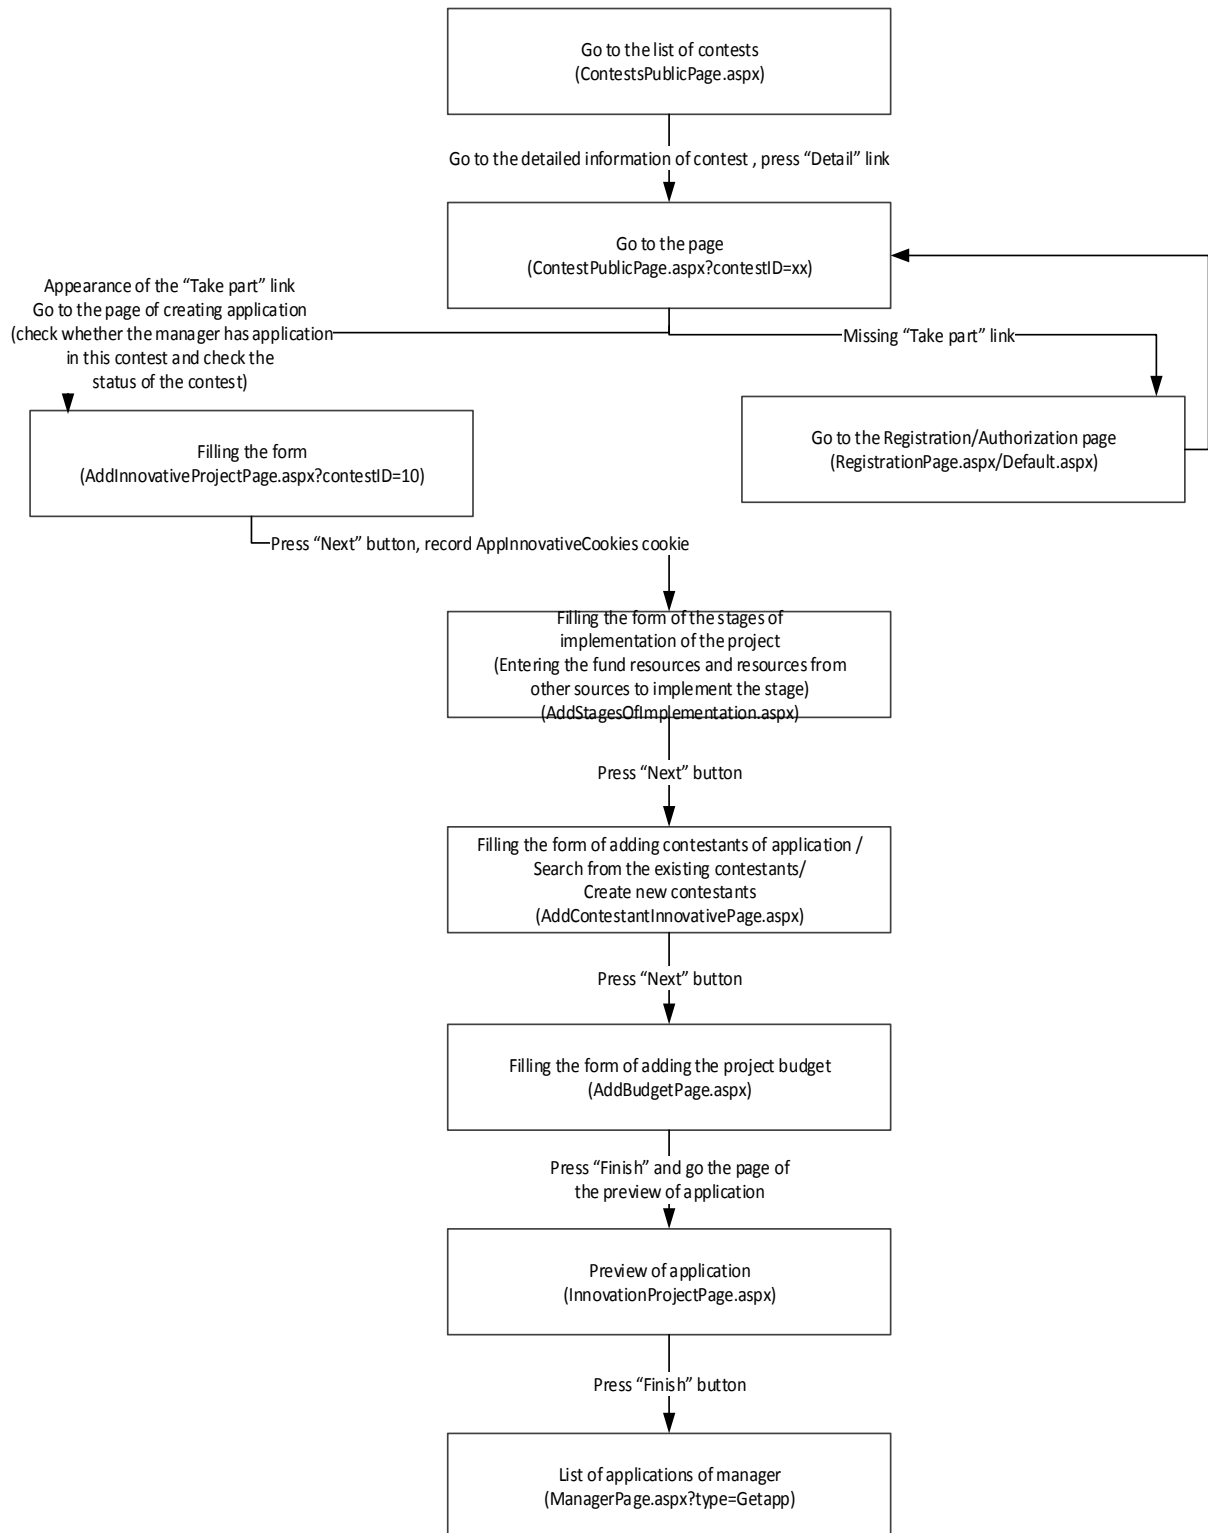 Go to the list of contests
(ContestsPublicPage.aspx)
Go to the detailed information of contest , press “Detail” link
Go to the page
(ContestPublicPage.aspx?contestID=xx)
Appearance of the “Take part” link
Go to the page of creating application
(check whether the manager has application
in this contest and check the
status of the contest)
Missing “Take part” link
Filling the form
(AddInnovativeProjectPage.aspx?contestID=10)
Go to the Registration/Authorization page
(RegistrationPage.aspx/Default.aspx)
Press “Next” button, record AppInnovativeCookies cookie
Filling the form of the stages of
implementation of the project
(Entering the fund resources and resources from
other sources to implement the stage)
(AddStagesOfImplementation.aspx)
Press “Next” button
Filling the form of adding contestants of application /
Search from the existing contestants/
Create new contestants
(AddContestantInnovativePage.aspx)
Press “Next” button
Filling the form of adding the project budget
(AddBudgetPage.aspx)
Press “Finish” and go the page of
the preview of application
Preview of application
(InnovationProjectPage.aspx)
Press “Finish” button
List of applications of manager
(ManagerPage.aspx?type=Getapp)